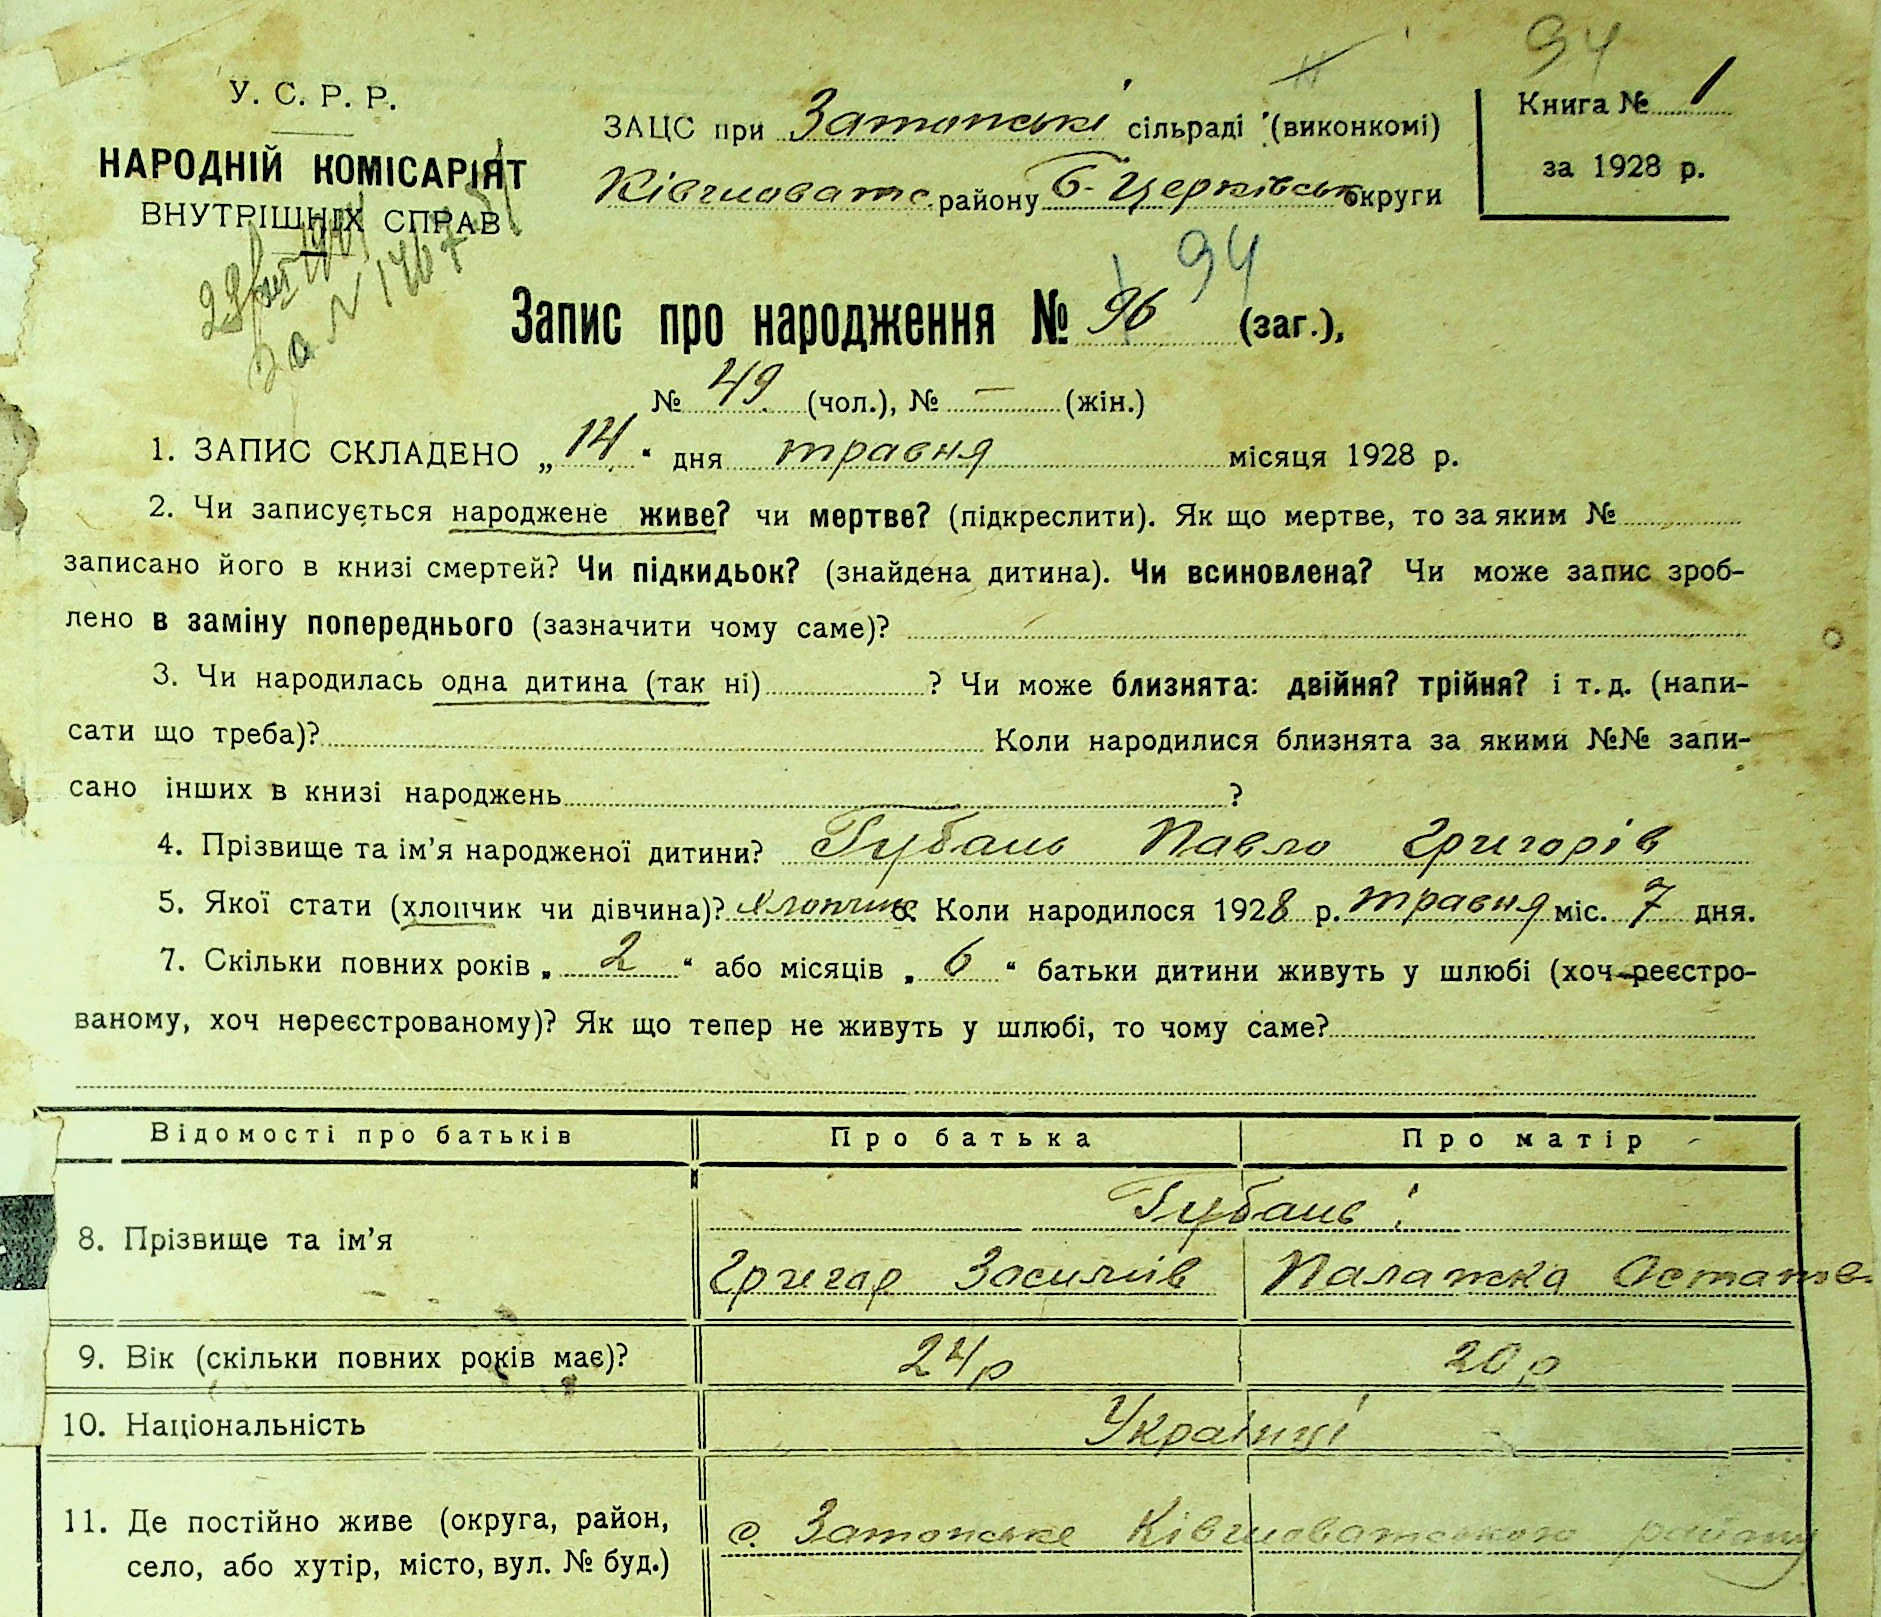 94
У. С. Р. Р.
НАРОДНІЙ КОМІСАРІЯТ
ВНУТРІШНІХ СПРАВ
ЗАЦС при Затонські сільраді (виконкомі)
Ківшоватс. району Б-Церківськ округи
Книга № 1
за 1928 р.
94
Запис про народження № 96 (заг.),
№ 49 (чол.), № — (жін.)
1. ЗАПИС СКЛАДЕНО „14“ дня травня місяця 1928 р.
2. Чи записується народжене живе? чи мертве? (підкреслити). Як що мертве, то за яким №
записано його в книзі смертей? Чи підкидьок? (знайдена дитина). Чи всиновлена? Чи може запис зроб-
лено в заміну попереднього (зазначити чому саме)?
3. Чи народилась одна дитина (так ні) ? Чи може близнята: двійня? трійня? і т. д. (напи-
сати що треба)? Коли народилися близнята за якими №№ запи-
сано інших в книзі народжень ?
4. Прізвище та ім’я народженої дитини? Губань Павло Григорів
5. Якої стати (хлопчик чи дівчина)? Хлопчик 6. Коли народилося 1928 р. травня міс. 7 дня.
7. Скільки повних років „2“ або місяців „6“ батьки дитини живуть у шлюбі (хоч реєстро-
ваному, хоч нереєстрованому)? Як що тепер не живуть у шлюбі, то чому саме?
Відомості про батьків Про батька Про матір
Губань
8. Прізвище та ім’я
Григор Зосимів Палажка Остапів
9. Вік (скільки повних років має)? 24 р 20 р
10. Національність Українці
11. Де постійно живе (округа, район,
с. Затонське Ківшоватського району
село, або хутір, місто, вул. № буд.)